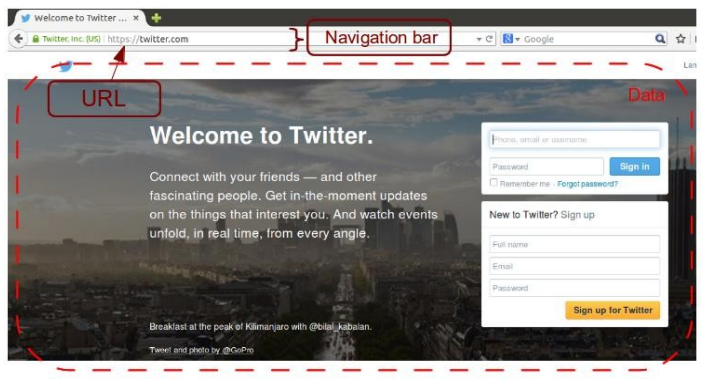 Welcome to Twitter ... ×
Twitter, Inc. (US) https://twitter.com
Navigation bar
Google
URL
Data
Welcome to Twitter.
Connect with your friends — and other
fascinating people. Get in-the-moment updates
on the things that interest you. And watch events
unfold, in real time, from every angle.
Breakfast at the peak of Kilimanjaro with @bilal_kabalan.
Tweet and photo by @GoPro
Phone, email or username
Password Sign in
Remember me · Forgot password?
New to Twitter? Sign up
Full name
Email
Password
Sign up for Twitter